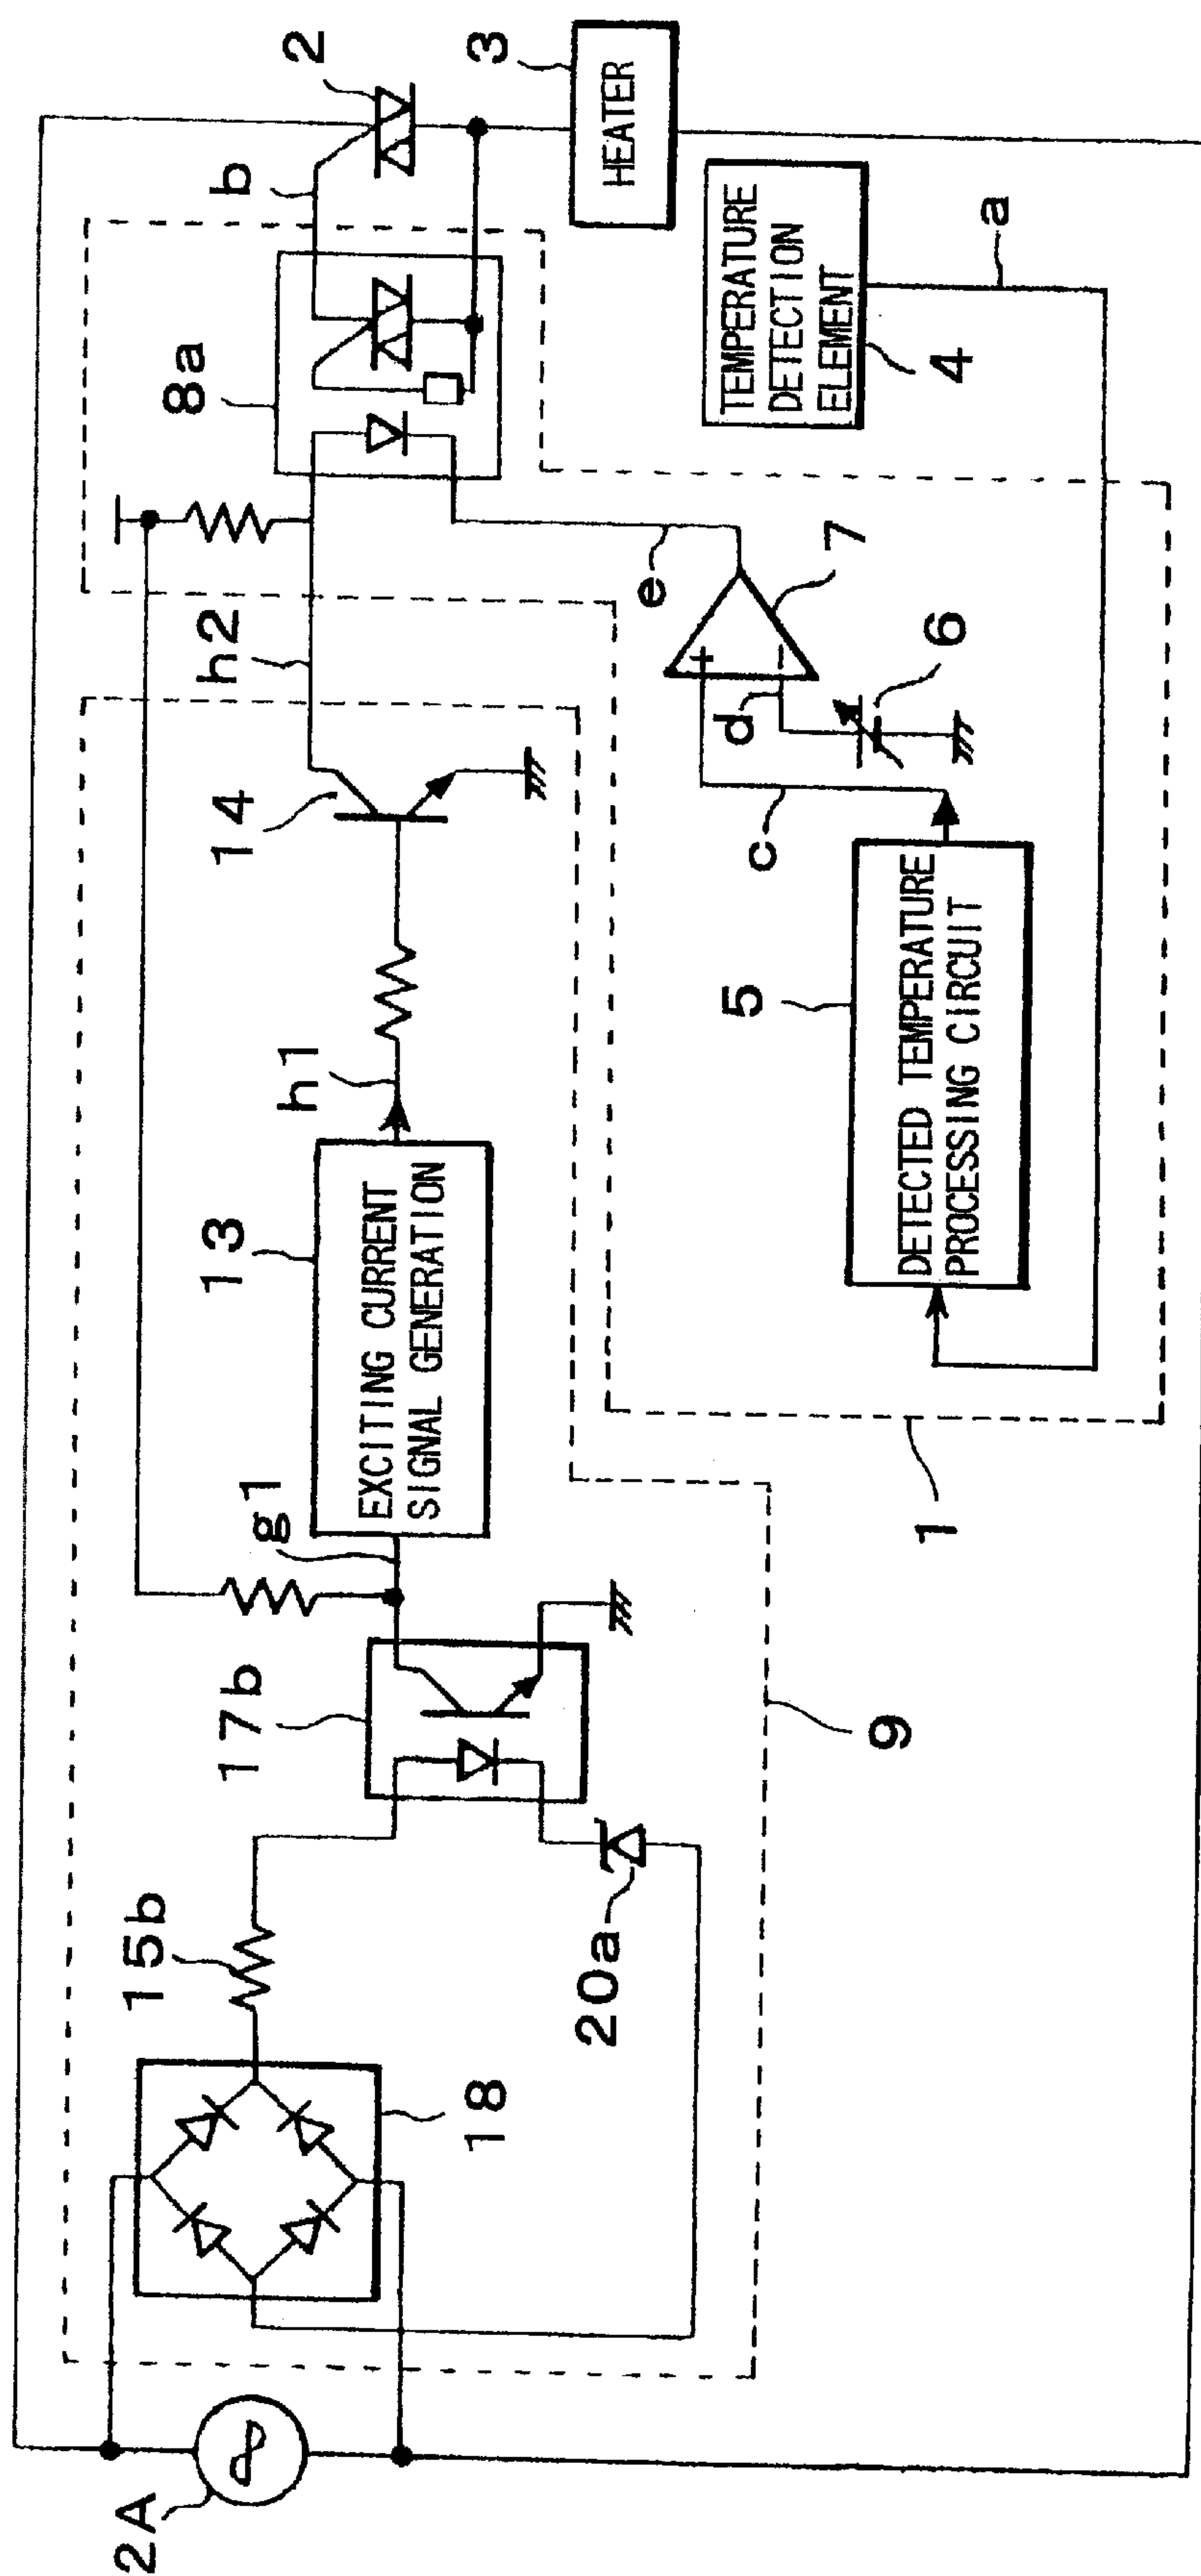 2A
18
15b
20a
17b
9
g1
13
EXCITING CURRENT
SIGNAL GENERATION
h1
14
h2
8a
b
2
3
HEATER
TEMPERATURE
DETECTION
ELEMENT
4
a
e
7
+
−
d
6
c
5
DETECTED TEMPERATURE
PROCESSING CIRCUIT
1